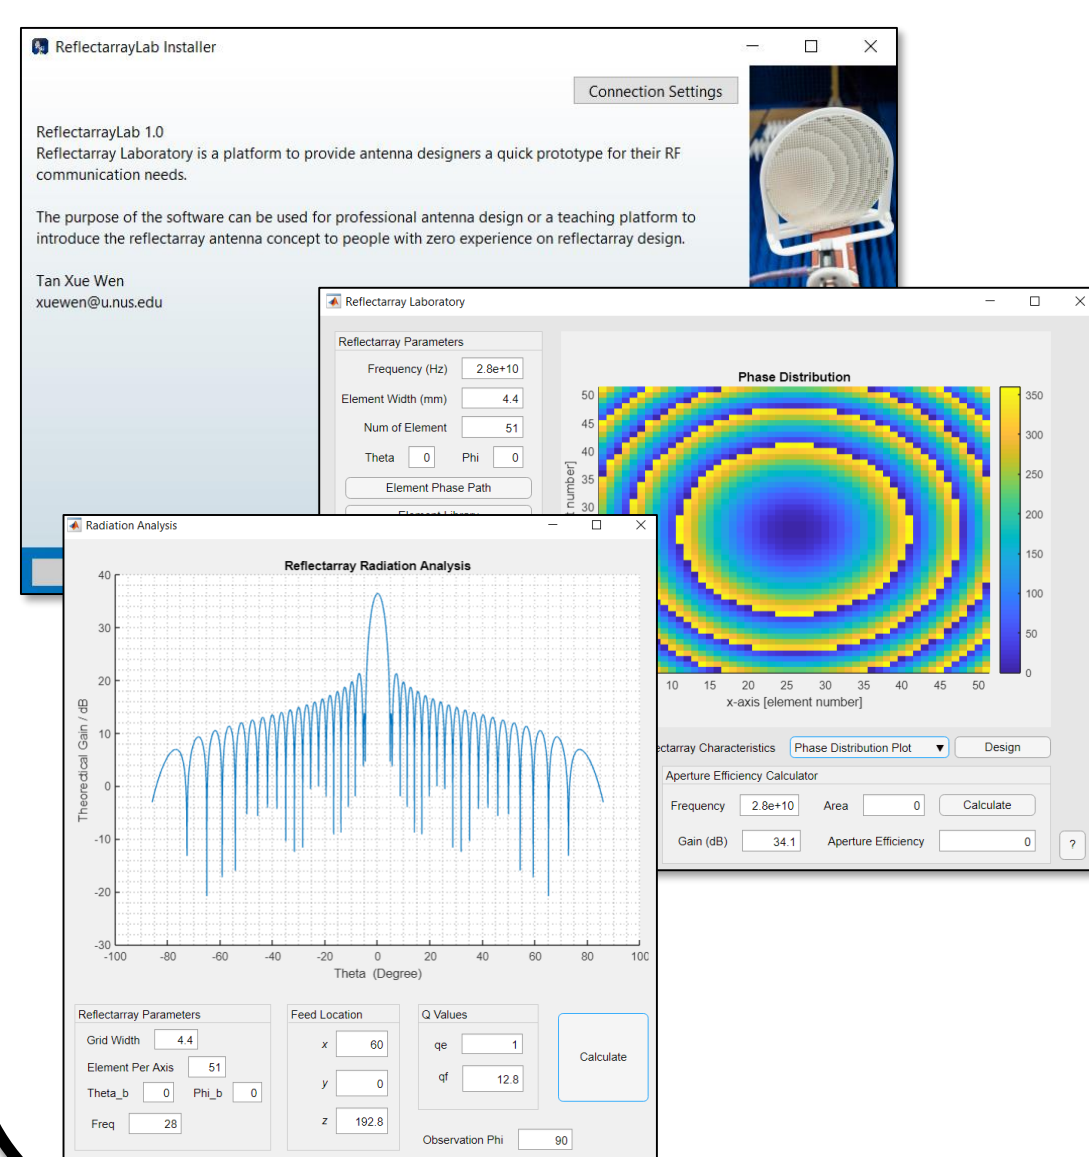 ReflectarrayLab Installer
Connection Settings
ReflectarrayLab 1.0
Reflectarray Laboratory is a platform to provide antenna designers a quick prototype for their RF
communication needs.
The purpose of the software can be used for professional antenna design or a teaching platform to
introduce the reflectarray antenna concept to people with zero experience on reflectarray design.
Tan Xue Wen
xuewen@u.nus.edu
Reflectarray Laboratory
Reflectarray Parameters
Frequency (Hz) 2.8e+10
Element Width (mm) 4.4
Num of Element 51
Theta 0 Phi 0
Element Phase Path
Phase Distribution
50
45
40
35
30
number]
350
300
250
200
150
100
50
0
10 15 20 25 30 35 40 45 50
x-axis [element number]
ectarray Characteristics Phase Distribution Plot Design
Aperture Efficiency Calculator
Frequency 2.8e+10 Area 0 Calculate
Gain (dB) 34.1 Aperture Efficiency 0 ?
Radiation Analysis
Reflectarray Radiation Analysis
40
30
20
10
0
-10
-20
-30
Theoredtical Gain / dB
-100 -80 -60 -40 -20 0 20 40 60 80 100
Theta (Degree)
Reflectarray Parameters
Grid Width 4.4
Element Per Axis 51
Theta_b 0 Phi_b 0
Freq 28
Feed Location
x 60
y 0
z 192.8
Q Values
qe 1
qf 12.8
Observation Phi 90
Calculate